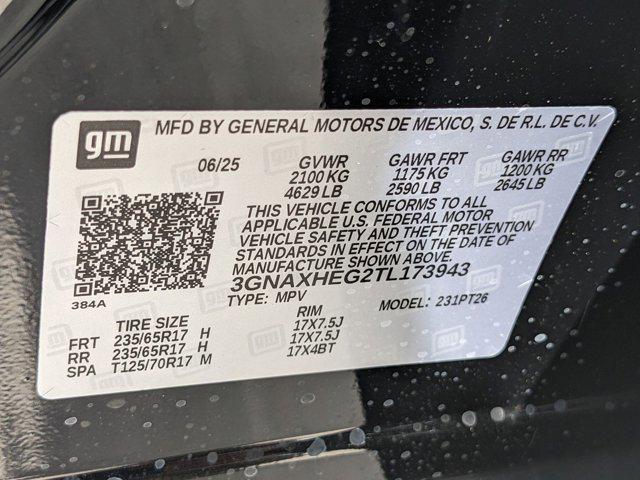 gm
MFD BY GENERAL MOTORS DE MEXICO, S. DE R.L. DE C.V.
06/25 GVWR GAWR FRT GAWR RR
2100 KG 1175 KG 1200 KG
4629 LB 2590 LB 2645 LB
THIS VEHICLE CONFORMS TO ALL
APPLICABLE U.S. FEDERAL MOTOR
VEHICLE SAFETY AND THEFT PREVENTION
STANDARDS IN EFFECT ON THE DATE OF
MANUFACTURE SHOWN ABOVE.
3GNAXHEG2TL173943
384A
TYPE: MPV MODEL: 231PT26
TIRE SIZE RIM
FRT 235/65R17 H 17X7.5J
RR 235/65R17 H 17X7.5J
SPA T125/70R17 M 17X4BT